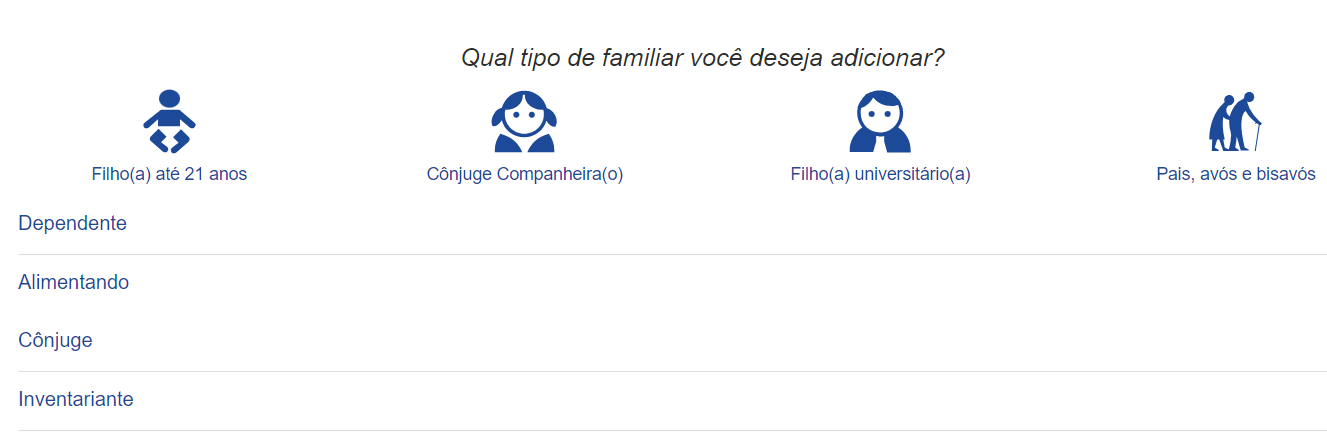 Qual tipo de familiar você deseja adicionar?
Filho(a) até 21 anos
Cônjuge Companheira(o)
Filho(a) universitário(a)
Pais, avós e bisavós
Dependente
Alimentando
Cônjuge
Inventariante